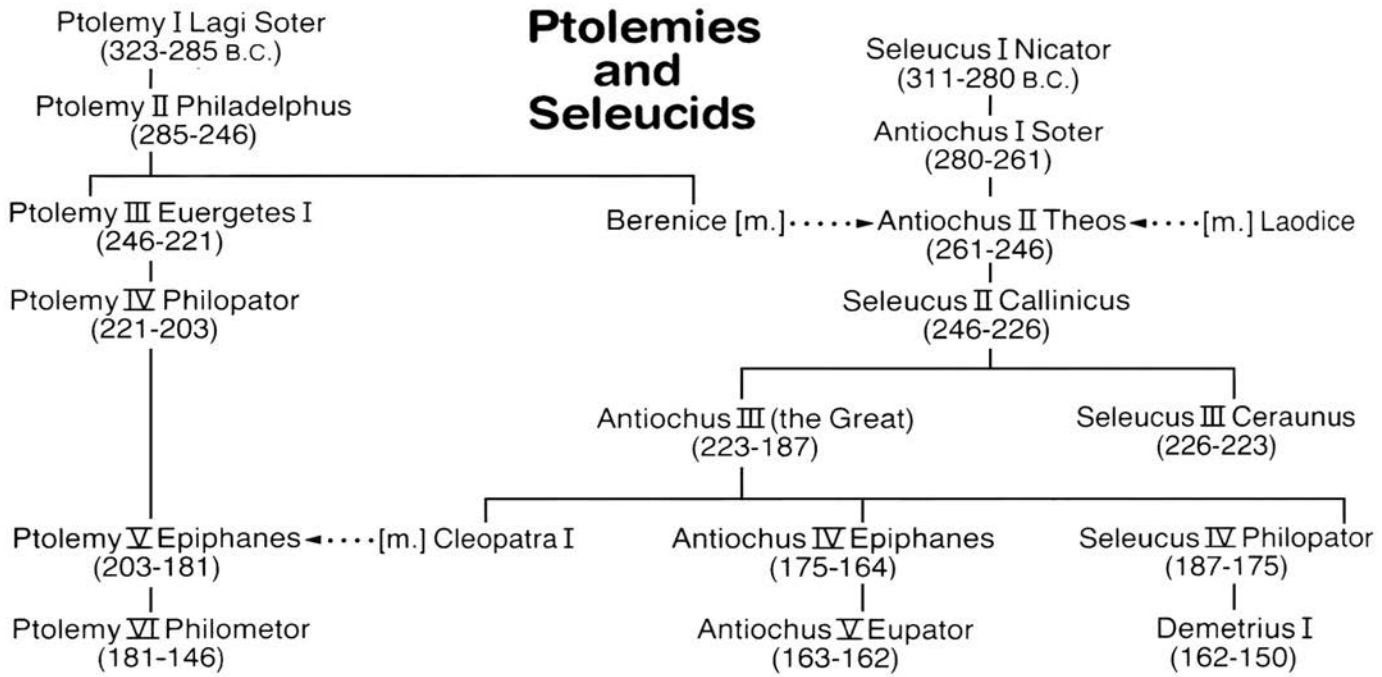 Ptolemies
and
Seleucids
Ptolemy I Lagi Soter
(323-285 B.C.)
Seleucus I Nicator
(311-280 B.C.)
Ptolemy II Philadelphus
(285-246)
Antiochus I Soter
(280-261)
Ptolemy III Euergetes I
(246-221)
Berenice [m.] Antiochus II Theos [m.] Laodice
(261-246)
Ptolemy IV Philopator
(221-203)
Seleucus II Callinicus
(246-226)
Antiochus III (the Great)
(223-187)
Seleucus III Ceraunus
(226-223)
Ptolemy V Epiphanes [m.] Cleopatra I
(203-181)
Antiochus IV Epiphanes
(175-164)
Seleucus IV Philopator
(187-175)
Ptolemy VI Philometor
(181-146)
Antiochus V Eupator
(163-162)
Demetrius I
(162-150)